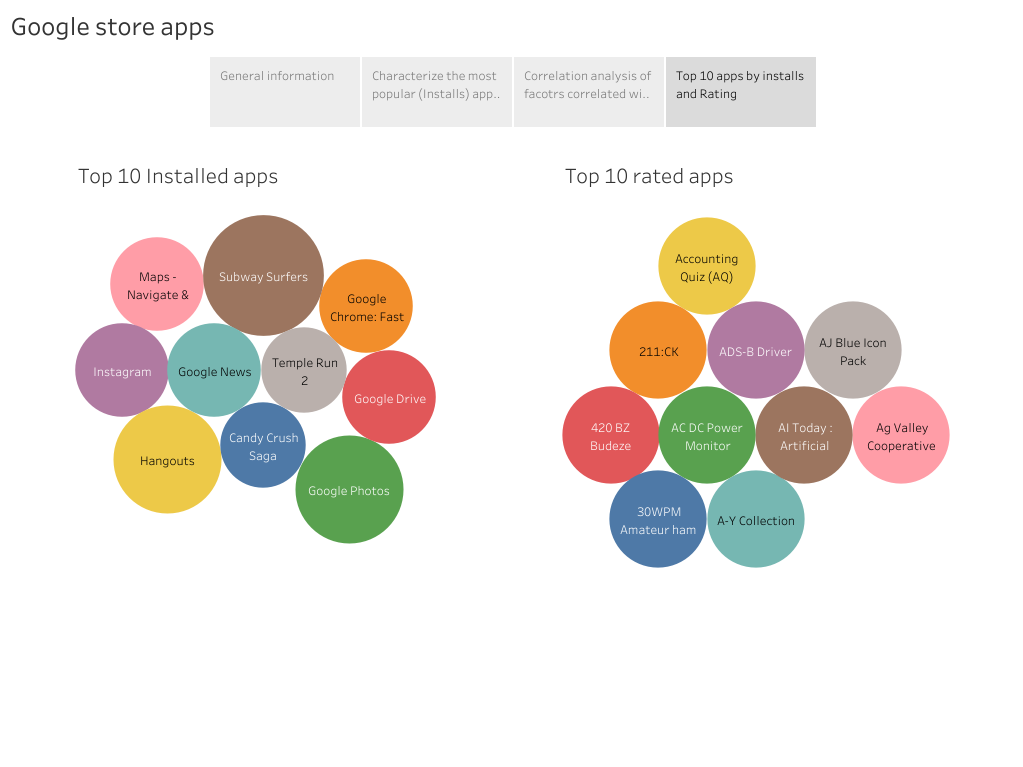 Google store apps
General information
Characterize the most
popular (Installs) app..
Correlation analysis of
facotrs correlated wi..
Top 10 apps by installs
and Rating
Top 10 Installed apps
Maps -
Navigate &
Subway Surfers
Google
Chrome: Fast
Instagram
Google News
Temple Run
2
Google Drive
Hangouts
Candy Crush
Saga
Google Photos
Top 10 rated apps
Accounting
Quiz (AQ)
211:CK
ADS-B Driver
AJ Blue Icon
Pack
420 BZ
Budeze
AC DC Power
Monitor
AI Today :
Artificial
Ag Valley
Cooperative
30WPM
Amateur ham
A-Y Collection